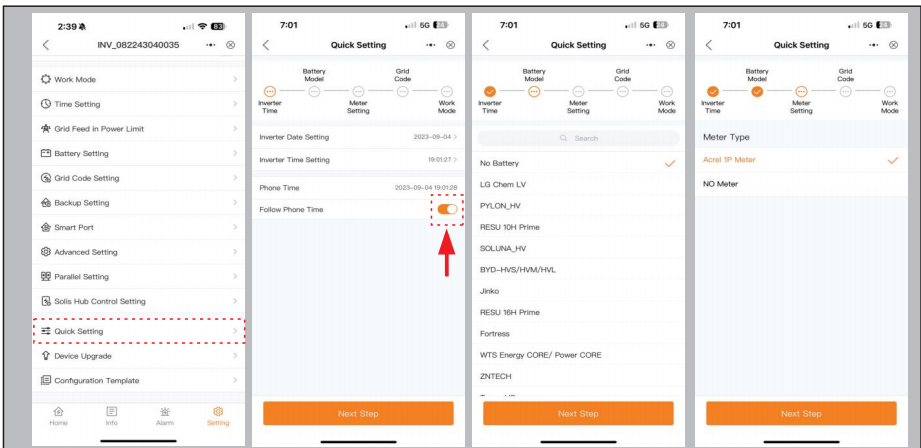 2:39
83
INV_082243040035
Work Mode
Time Setting
Grid Feed in Power Limit
Battery Setting
Grid Code Setting
Backup Setting
Smart Port
Advanced Setting
Parallel Setting
Solis Hub Control Setting
Quick Setting
Device Upgrade
Configuration Template
Home Info Alarm Setting
7:01 5G 24
Quick Setting
Battery Model
Grid Code
Inverter Time
Meter Setting
Work Mode
Inverter Date Setting 2023-09-04
Inverter Time Setting 19:01:27
Phone Time 2023-09-04 19:01:28
Follow Phone Time
Next Step
7:01 5G 24
Quick Setting
Battery Model
Grid Code
Inverter Time
Meter Setting
Work Mode
Search
No Battery
LG Chem LV
PYLON_HV
RESU 10H Prime
SOLUNA_HV
BYD-HVS/HVM/HVL
Jinko
RESU 16H Prime
Fortress
WTS Energy CORE/ Power CORE
ZNTECH
Next Step
7:01 5G 24
Quick Setting
Battery Model
Grid Code
Inverter Time
Meter Setting
Work Mode
Meter Type
Acrel 1P Meter
NO Meter
Next Step